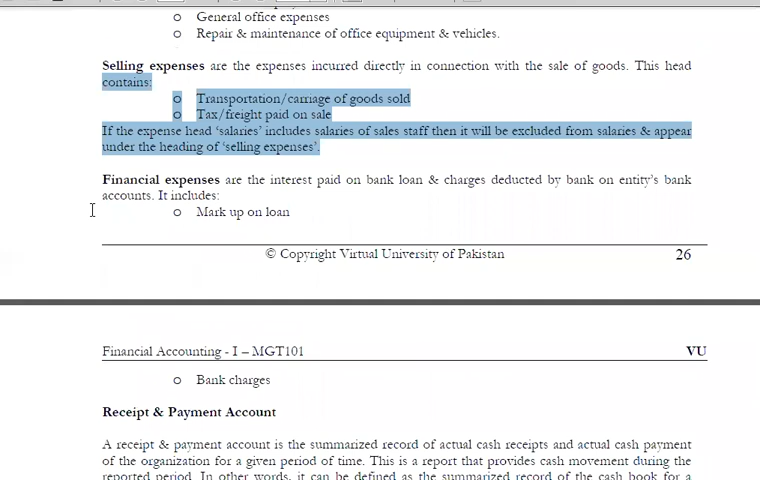 o General office expenses
o Repair & maintenance of office equipment & vehicles.
Selling expenses are the expenses incurred directly in connection with the sale of goods. This head
contains:
o Transportation/carriage of goods sold
o Tax/freight paid on sale
If the expense head ‘salaries’ includes salaries of sales staff then it will be excluded from salaries & appear
under the heading of ‘selling expenses’.
Financial expenses are the interest paid on bank loan & charges deducted by bank on entity’s bank
accounts. It includes:
o Mark up on loan
© Copyright Virtual University of Pakistan 26
Financial Accounting - I – MGT101 VU
o Bank charges
Receipt & Payment Account
A receipt & payment account is the summarized record of actual cash receipts and actual cash payment
of the organization for a given period of time. This is a report that provides cash movement during the
reported period. In other words, it can be defined as the summarized record of the cash book for a